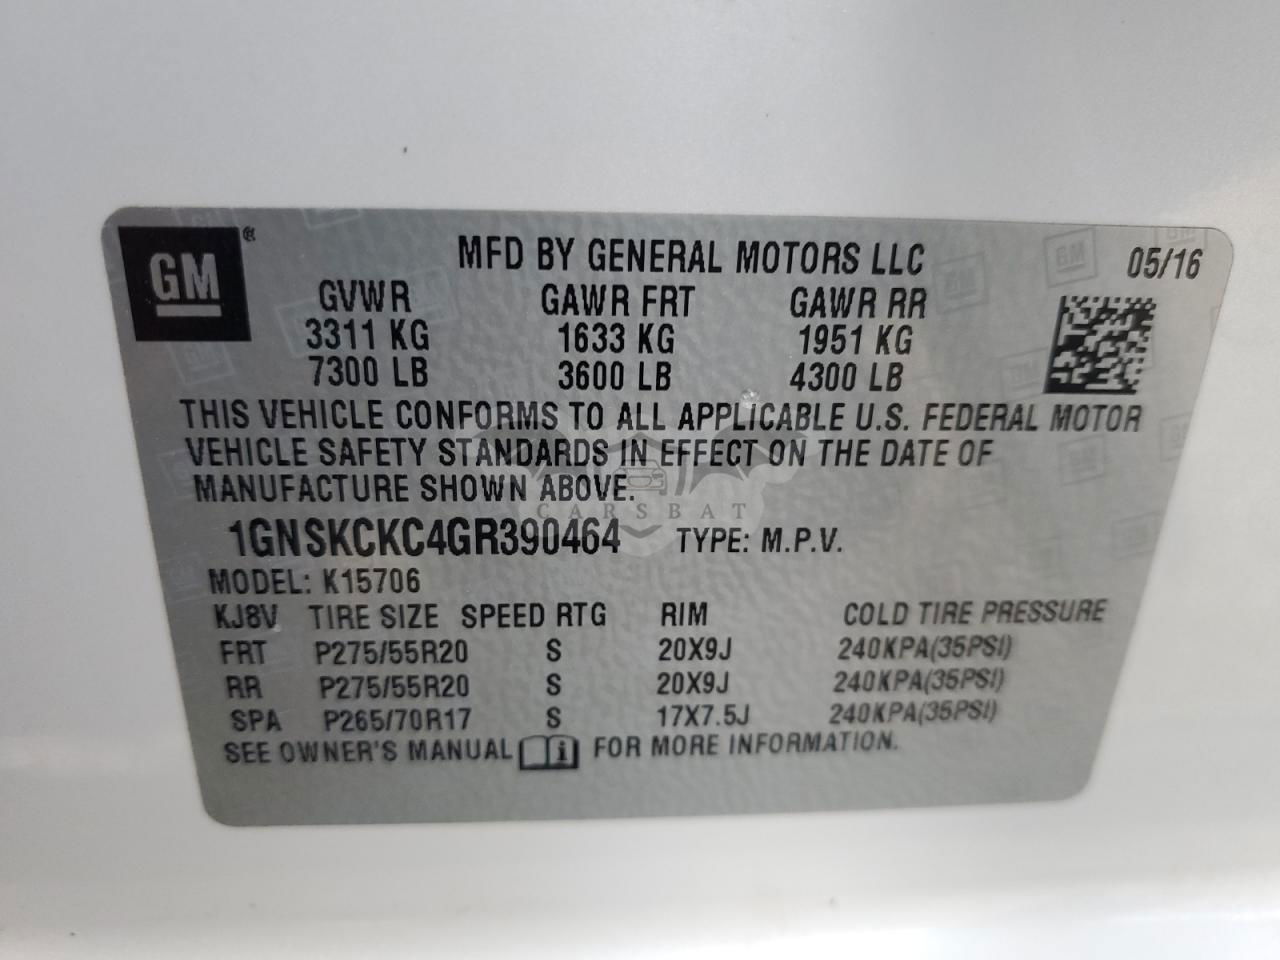 GM®
MFD BY GENERAL MOTORS LLC 05/16
GVWR GAWR FRT GAWR RR
3311 KG 1633 KG 1951 KG
7300 LB 3600 LB 4300 LB
THIS VEHICLE CONFORMS TO ALL APPLICABLE U.S. FEDERAL MOTOR
VEHICLE SAFETY STANDARDS IN EFFECT ON THE DATE OF
MANUFACTURE SHOWN ABOVE.
CARSBAT
1GNSKCKC4GR390464 TYPE: M.P.V.
MODEL: K15706
KJ8V TIRE SIZE SPEED RTG RIM COLD TIRE PRESSURE
FRT P275/55R20 S 20X9J 240KPA(35PSI)
RR P275/55R20 S 20X9J 240KPA(35PSI)
SPA P265/70R17 S 17X7.5J 240KPA(35PSI)
SEE OWNER'S MANUAL i FOR MORE INFORMATION.